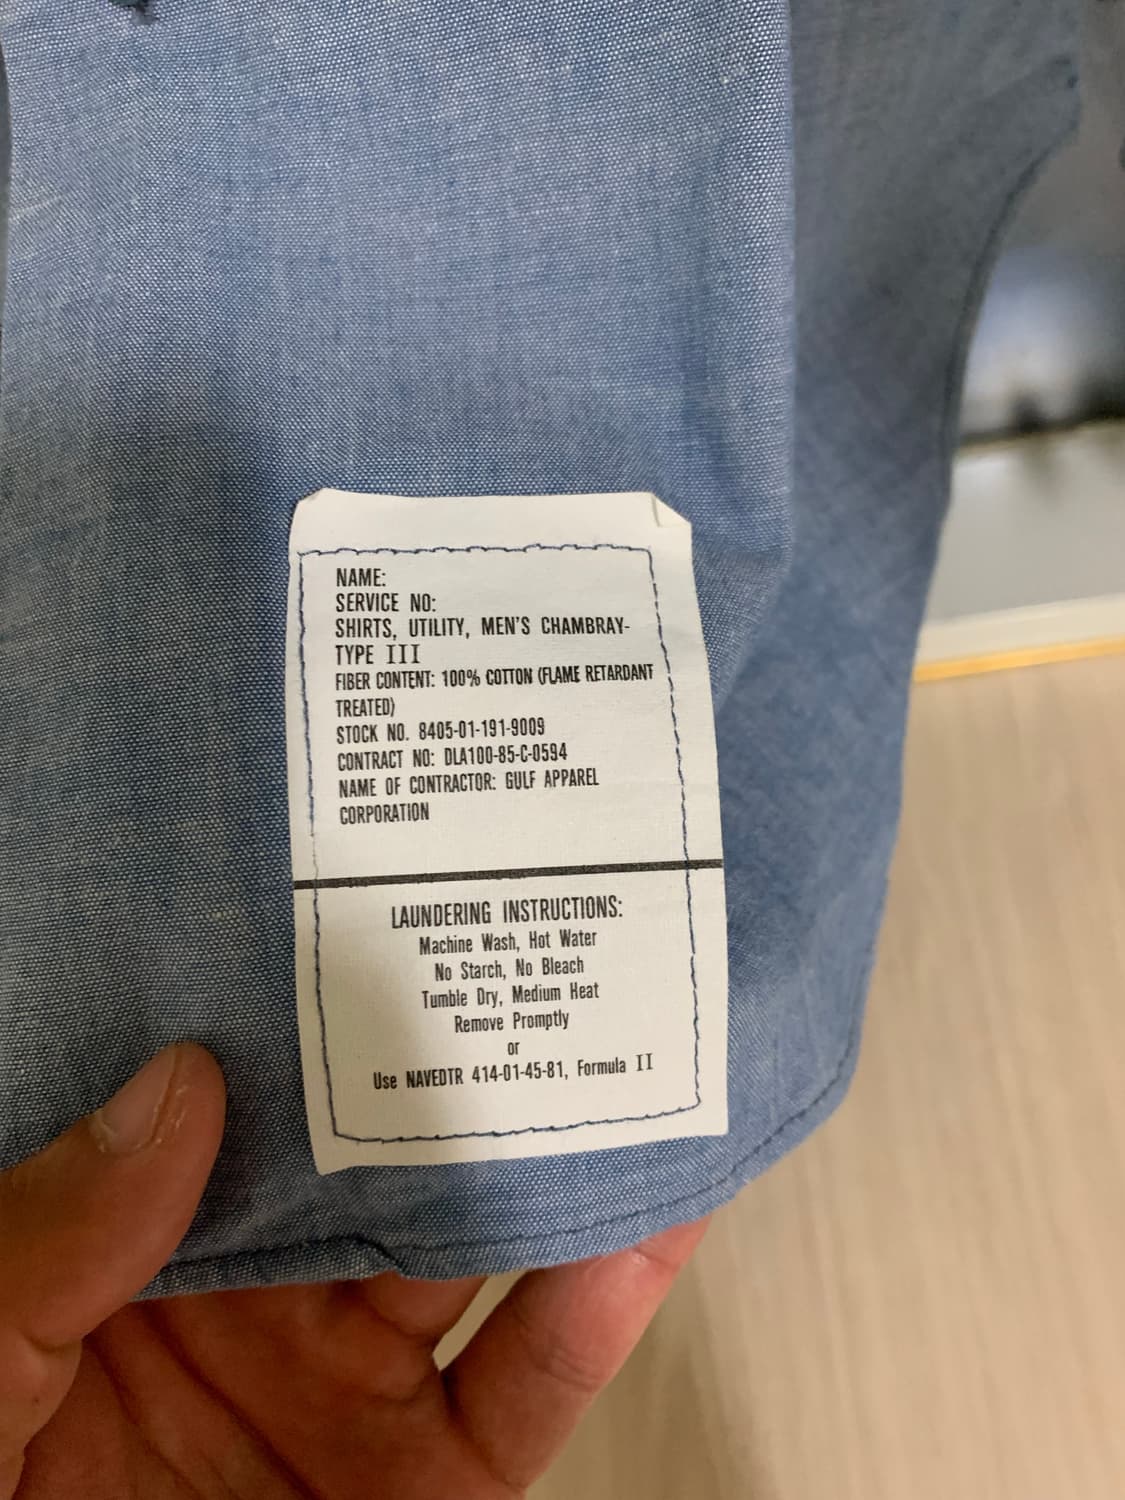 NAME:
SERVICE NO:
SHIRTS, UTILITY, MEN'S CHAMBRAY-
TYPE III
FIBER CONTENT: 100% COTTON (FLAME RETARDANT
TREATED)
STOCK NO. 8405-01-191-9009
CONTRACT NO: DLA100-85-C-0594
NAME OF CONTRACTOR: GULF APPAREL
CORPORATION
LAUNDERING INSTRUCTIONS:
Machine Wash, Hot Water
No Starch, No Bleach
Tumble Dry, Medium Heat
Remove Promptly
or
Use NAVEDTR 414-01-45-81, Formula II